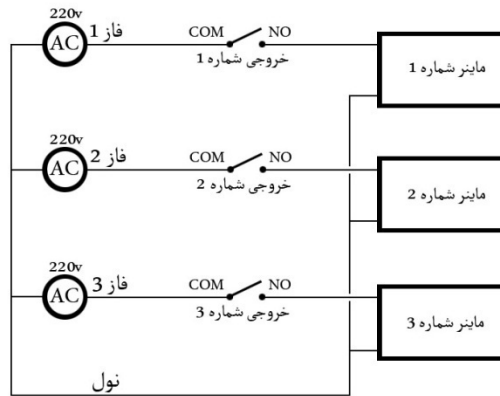 220v
AC
فاز 1
COM NO
خروجی شماره 1
ماینر شماره 1
220v
AC
فاز 2
COM NO
خروجی شماره 2
ماینر شماره 2
220v
AC
فاز 3
COM NO
خروجی شماره 3
ماینر شماره 3
نول